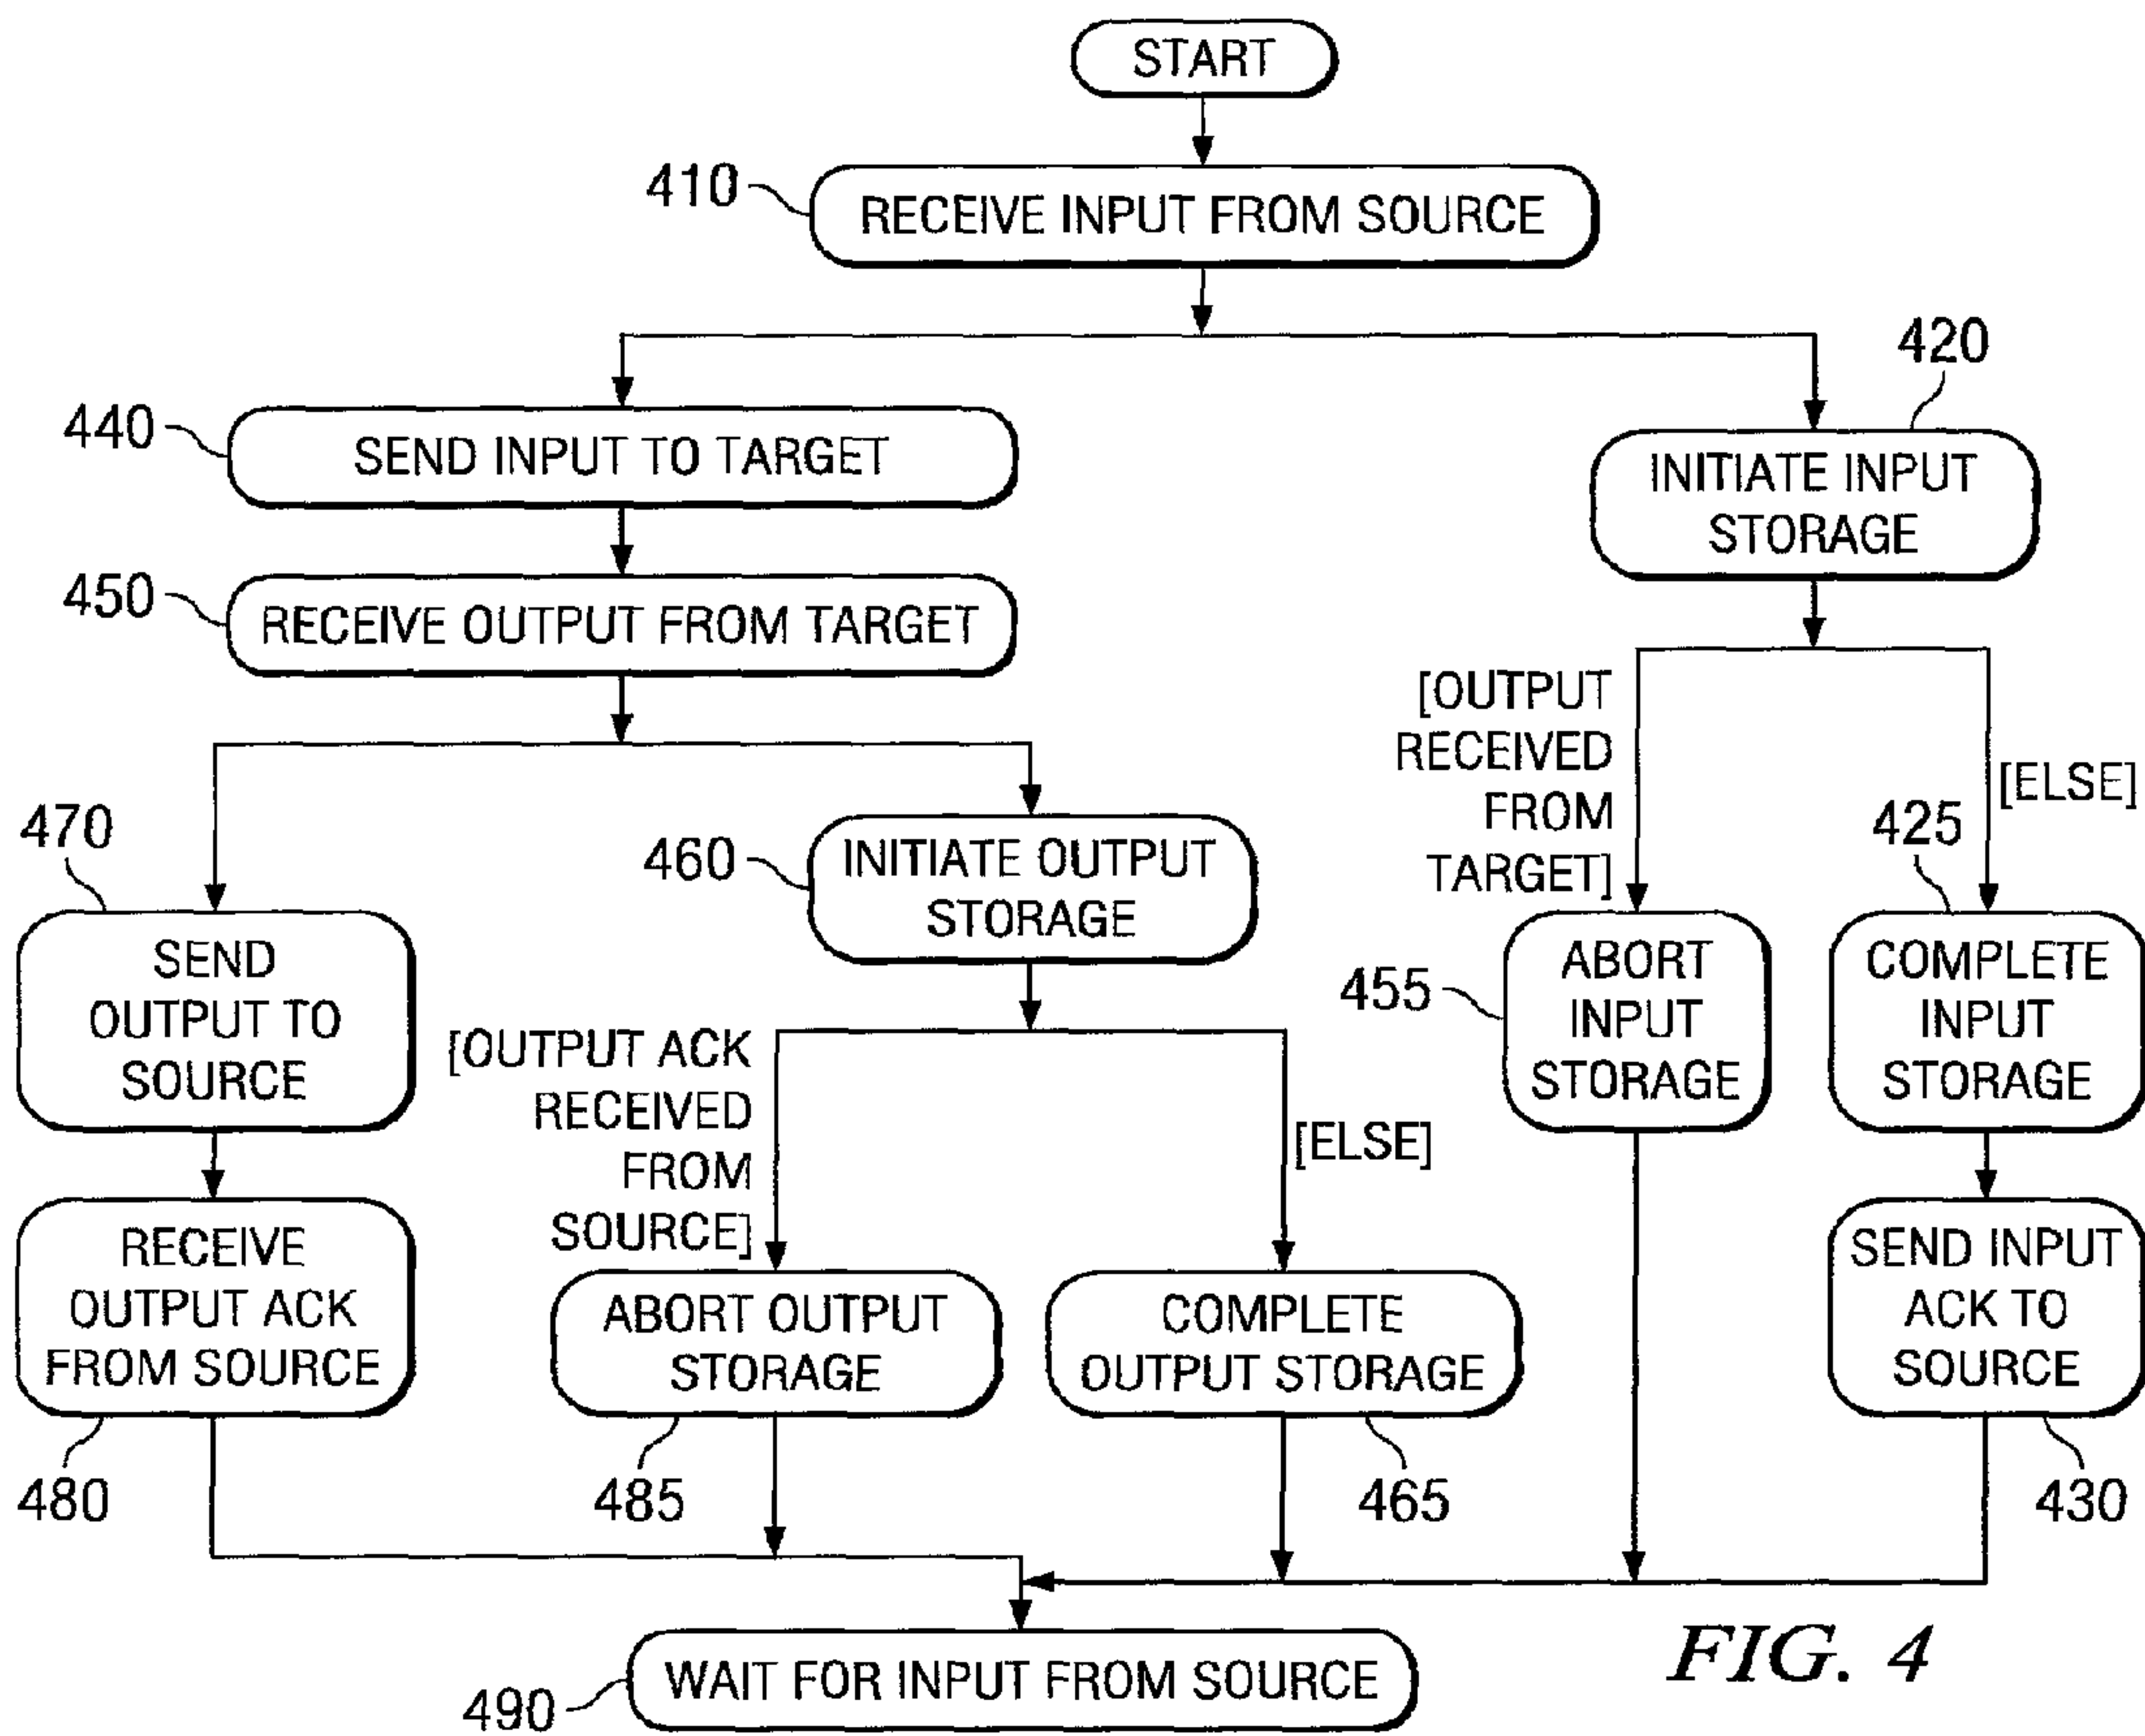 START
410
RECEIVE INPUT FROM SOURCE
420
440
SEND INPUT TO TARGET
INITIATE INPUT
STORAGE
450
RECEIVE OUTPUT FROM TARGET
[OUTPUT
RECEIVED
FROM
TARGET]
[ELSE]
470
460
INITIATE OUTPUT
STORAGE
425
SEND
OUTPUT TO
SOURCE
455
ABORT
INPUT
STORAGE
COMPLETE
INPUT
STORAGE
[OUTPUT ACK
RECEIVED
FROM
SOURCE]
[ELSE]
RECEIVE
OUTPUT ACK
FROM SOURCE
ABORT OUTPUT
STORAGE
COMPLETE
OUTPUT STORAGE
SEND INPUT
ACK TO
SOURCE
480
485
465
430
490
WAIT FOR INPUT FROM SOURCE
FIG. 4